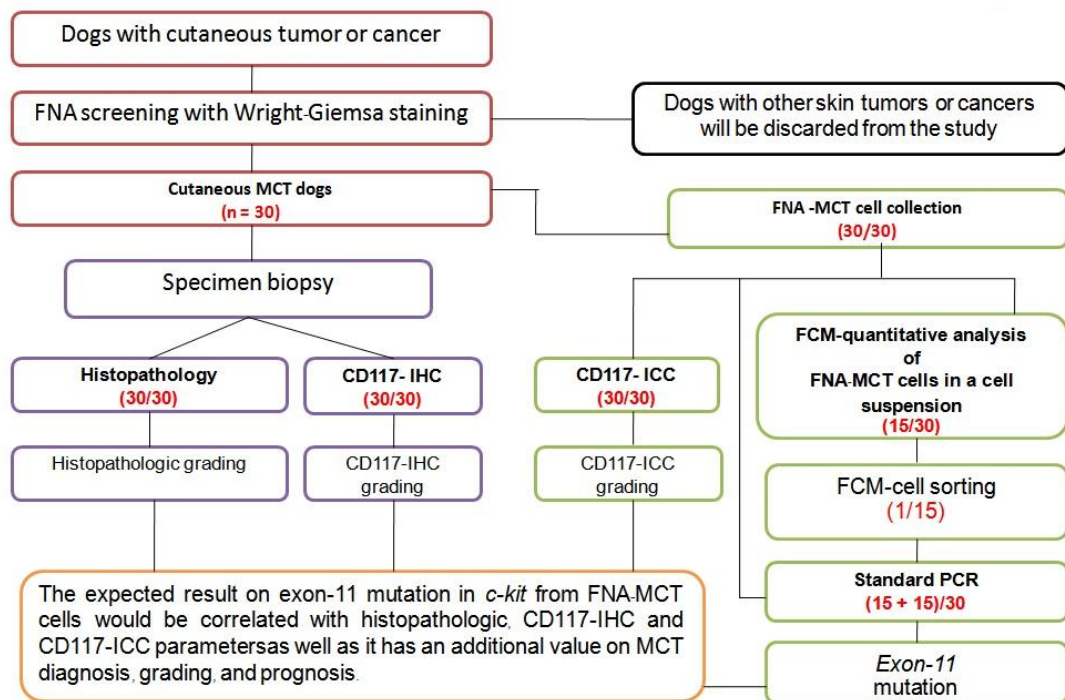 Dogs with cutaneous tumor or cancer
FNA screening with Wright-Giemsa staining
Dogs with other skin tumors or cancers
will be discarded from the study
Cutaneous MCT dogs
(n = 30)
FNA -MCT cell collection
(30/30)
Specimen biopsy
Histopathology
(30/30)
CD117- IHC
(30/30)
CD117- ICC
(30/30)
FCM-quantitative analysis
of
FNA-MCT cells in a cell
suspension
(15/30)
Histopathologic grading
CD117-IHC
grading
CD117-ICC
grading
FCM-cell sorting
(1/15)
Standard PCR
(15 + 15)/30
The expected result on exon-11 mutation in c-kit from FNA-MCT
cells would be correlated with histopathologic, CD117-IHC and
CD117-ICC parametersas well as it has an additional value on MCT
diagnosis, grading, and prognosis.
Exon-11
mutation